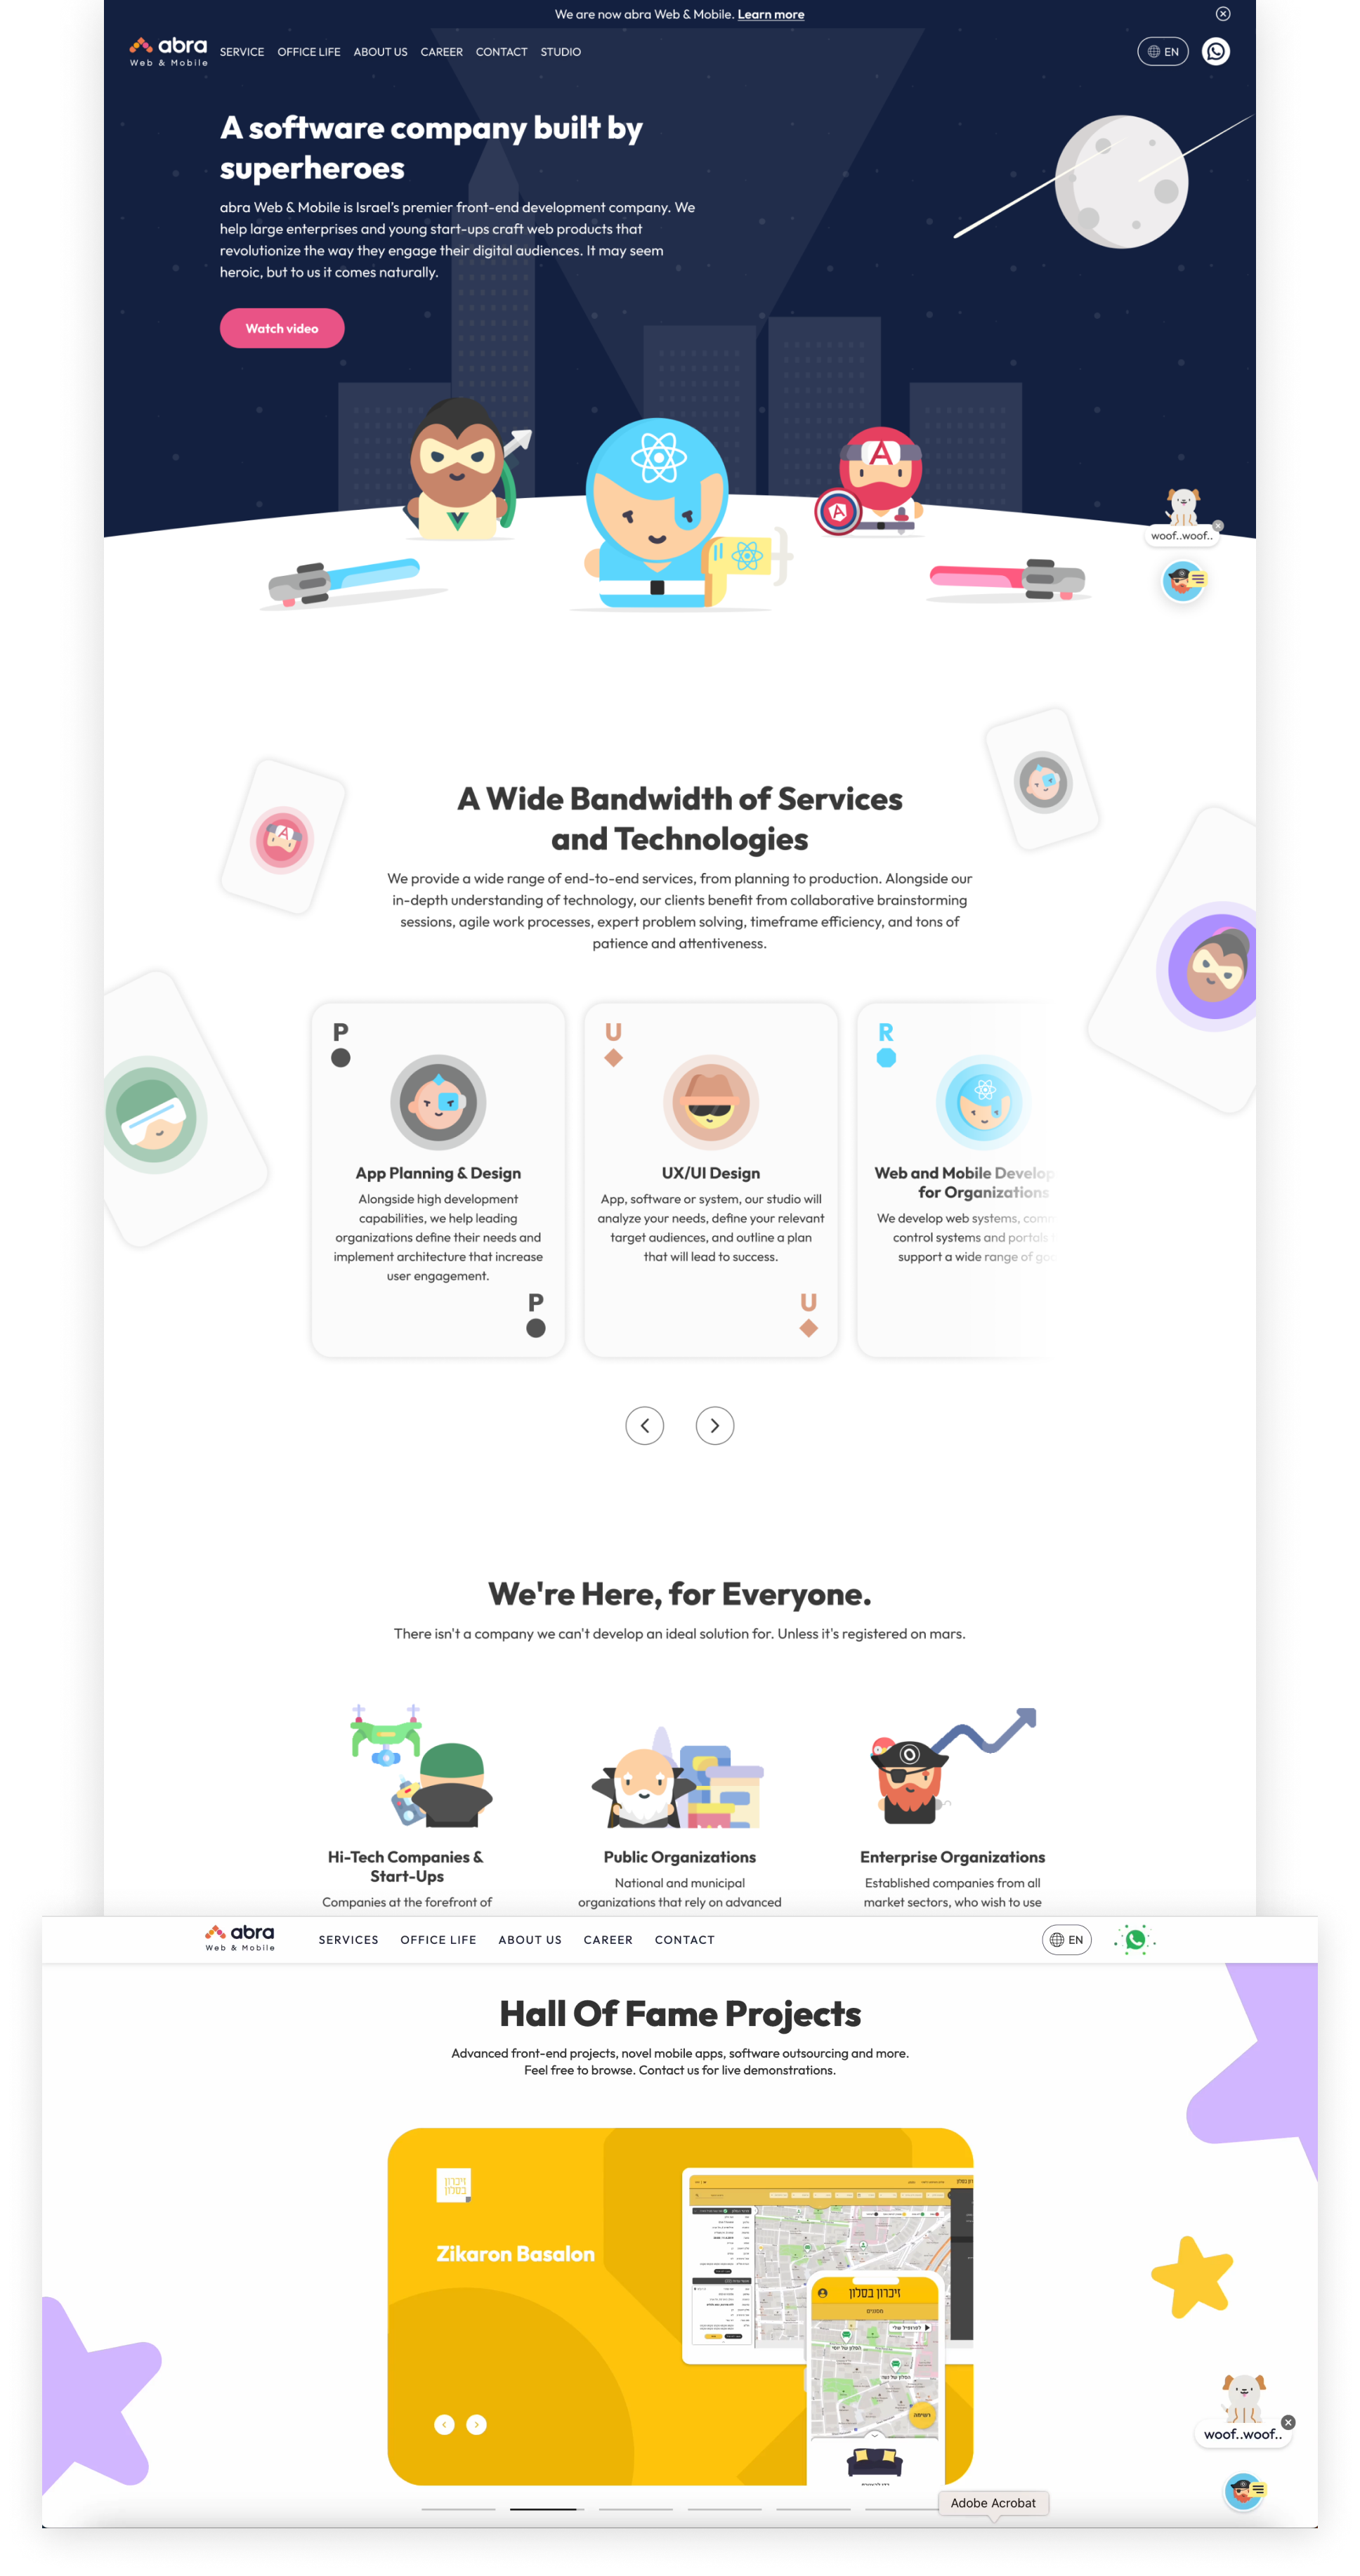 We are now abra Web & Mobile. Learn more
abra
Web & Mobile
SERVICE OFFICE LIFE ABOUT US CAREER CONTACT STUDIO
EN
A software company built by
superheroes
abra Web & Mobile is Israel's premier front-end development company. We
help large enterprises and young start-ups craft web products that
revolutionize the way they engage their digital audiences. It may seem
heroic, but to us it comes naturally.
Watch video
A
A
woof..woof..
A Wide Bandwidth of Services
and Technologies
We provide a wide range of end-to-end services, from planning to production. Alongside our
in-depth understanding of technology, our clients benefit from collaborative brainstorming
sessions, agile work processes, expert problem solving, timeframe efficiency, and tons of
patience and attentiveness.
P
App Planning & Design
Alongside high development
capabilities, we help leading
organizations define their needs and
implement architecture that increase
user engagement.
P
U
UX/UI Design
App, software or system, our studio will
analyze your needs, define your relevant
target audiences, and outline a plan
that will lead to success.
U
R
Web and Mobile Develop
for Organizations
We develop web systems, com
control systems and portals
support a wide range of
We're Here, for Everyone.
There isn't a company we can't develop an ideal solution for. Unless it's registered on mars.
Hi-Tech Companies &
Start-Ups
Companies at the forefront of
Public Organizations
National and municipal
organizations that rely on advanced
Enterprise Organizations
Established companies from all
market sectors, who wish to use
abra
Web & Mobile
SERVICES OFFICE LIFE ABOUT US CAREER CONTACT
EN
Hall Of Fame Projects
Advanced front-end projects, novel mobile apps, software outsourcing and more.
Feel free to browse. Contact us for live demonstrations.
זיכרון
בסלון
Zikaron Basalon
זיכרון בסלון
מפגשים
לפרופיל שלי
הסלון של יוסי
רשימה
woof..woof..
Adobe Acrobat